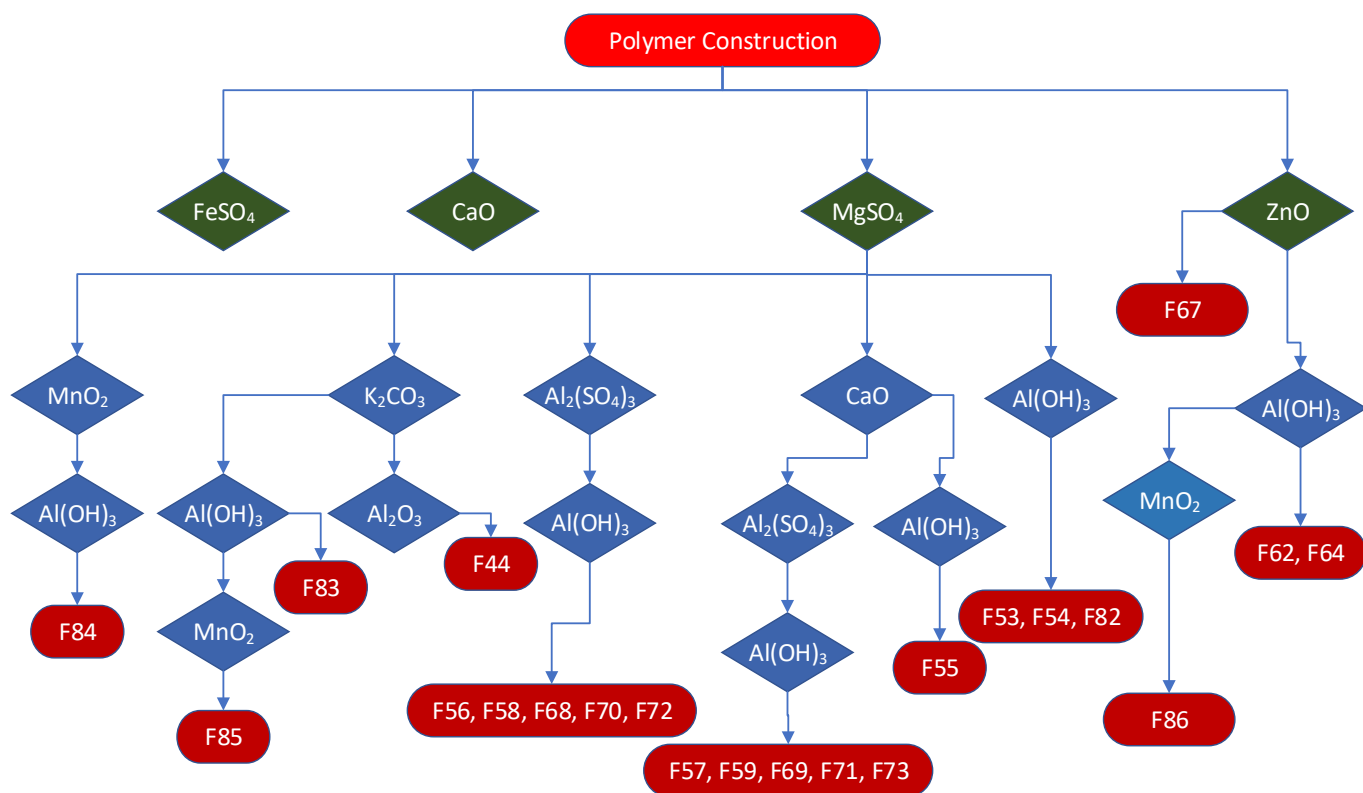 Polymer Construction
FeSO₄
CaO
MgSO₄
ZnO
F67
MnO₂
K₂CO₃
Al₂(SO₄)₃
CaO
Al(OH)₃
Al(OH)₃
MnO₂
Al(OH)₃
Al(OH)₃
Al₂O₃
Al(OH)₃
Al₂(SO₄)₃
Al(OH)₃
F62, F64
F44
F83
F84
MnO₂
F53, F54, F82
Al(OH)₃
F55
F56, F58, F68, F70, F72
F86
F85
F57, F59, F69, F71, F73